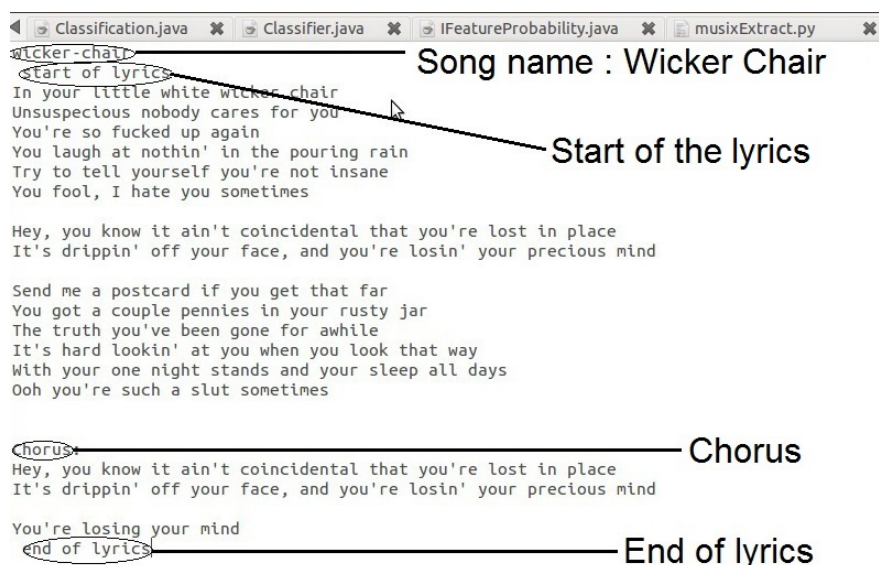 Classification.java Classifier.java IFeatureProbability.java musixExtract.py
wicker-chair Song name : Wicker Chair
start of lyrics
In your little white wicker chair
Unsuspecious nobody cares for you
You're so fucked up again
You laugh at nothin' in the pouring rain Start of the lyrics
Try to tell yourself you're not insane
You fool, I hate you sometimes
Hey, you know it ain't coincidental that you're lost in place
It's drippin' off your face, and you're losin' your precious mind
Send me a postcard if you get that far
You got a couple pennies in your rusty jar
The truth you've been gone for awhile
It's hard lookin' at you when you look that way
With your one night stands and your sleep all days
Ooh you're such a slut sometimes
Chorus: Chorus
Hey, you know it ain't coincidental that you're lost in place
It's drippin' off your face, and you're losin' your precious mind
You're losing your mind
end of lyrics End of lyrics